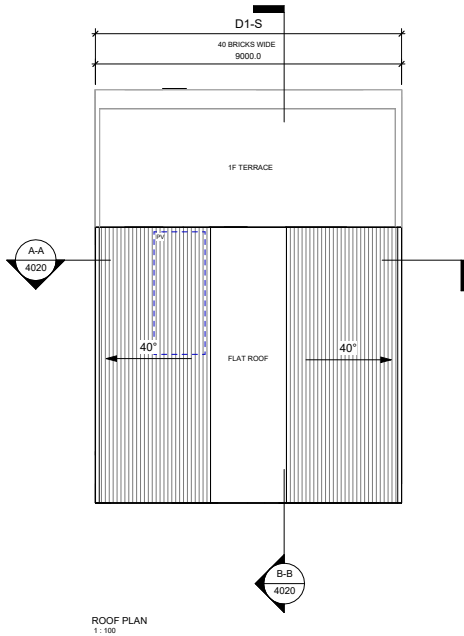 D1-S
40 BRICKS WIDE
9000.0
1F TERRACE
A-A
4020
PV
40°
FLAT ROOF
40°
B-B
4020
ROOF PLAN
1 : 100